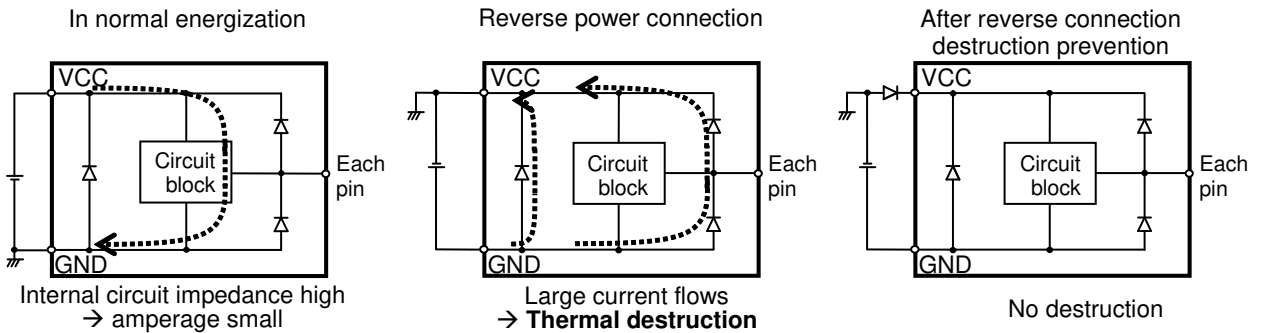 In normal energization
VCC
Circuit
block
Each
pin
GND
Internal circuit impedance high
→ amperage small
Reverse power connection
VCC
Circuit
block
Each
pin
GND
Large current flows
→ Thermal destruction
After reverse connection
destruction prevention
VCC
Circuit
block
Each
pin
GND
No destruction